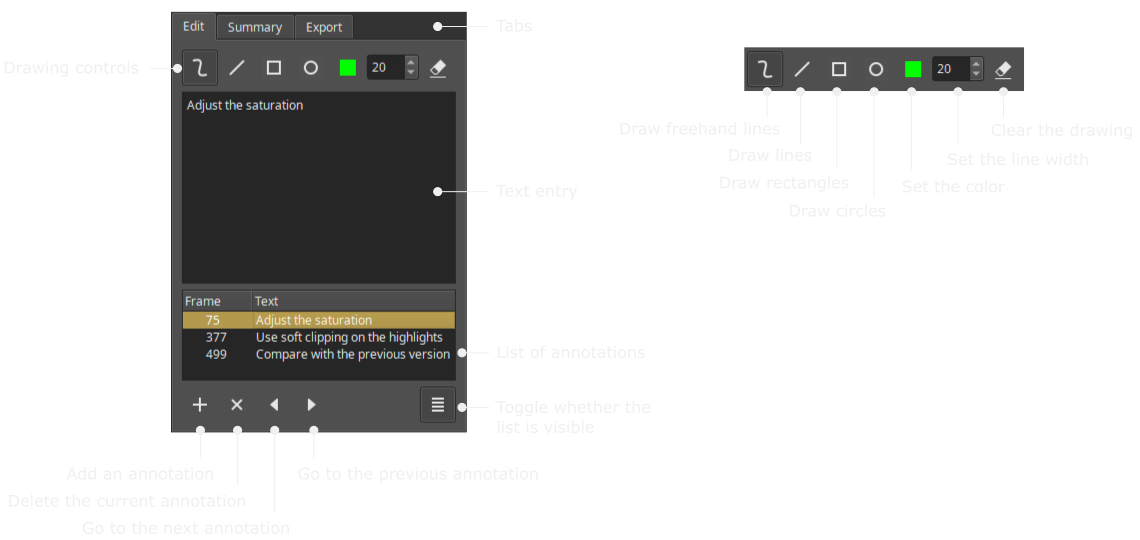 Edit Summary Export
Tabs
Drawing controls
20
Adjust the saturation
Text entry
Frame Text
75 Adjust the saturation
377 Use soft clipping on the highlights
499 Compare with the previous version
List of annotations
Toggle whether the
list is visible
Add an annotation
Go to the previous annotation
Delete the current annotation
Go to the next annotation
20
Draw freehand lines
Clear the drawing
Draw lines
Set the line width
Draw rectangles
Set the color
Draw circles